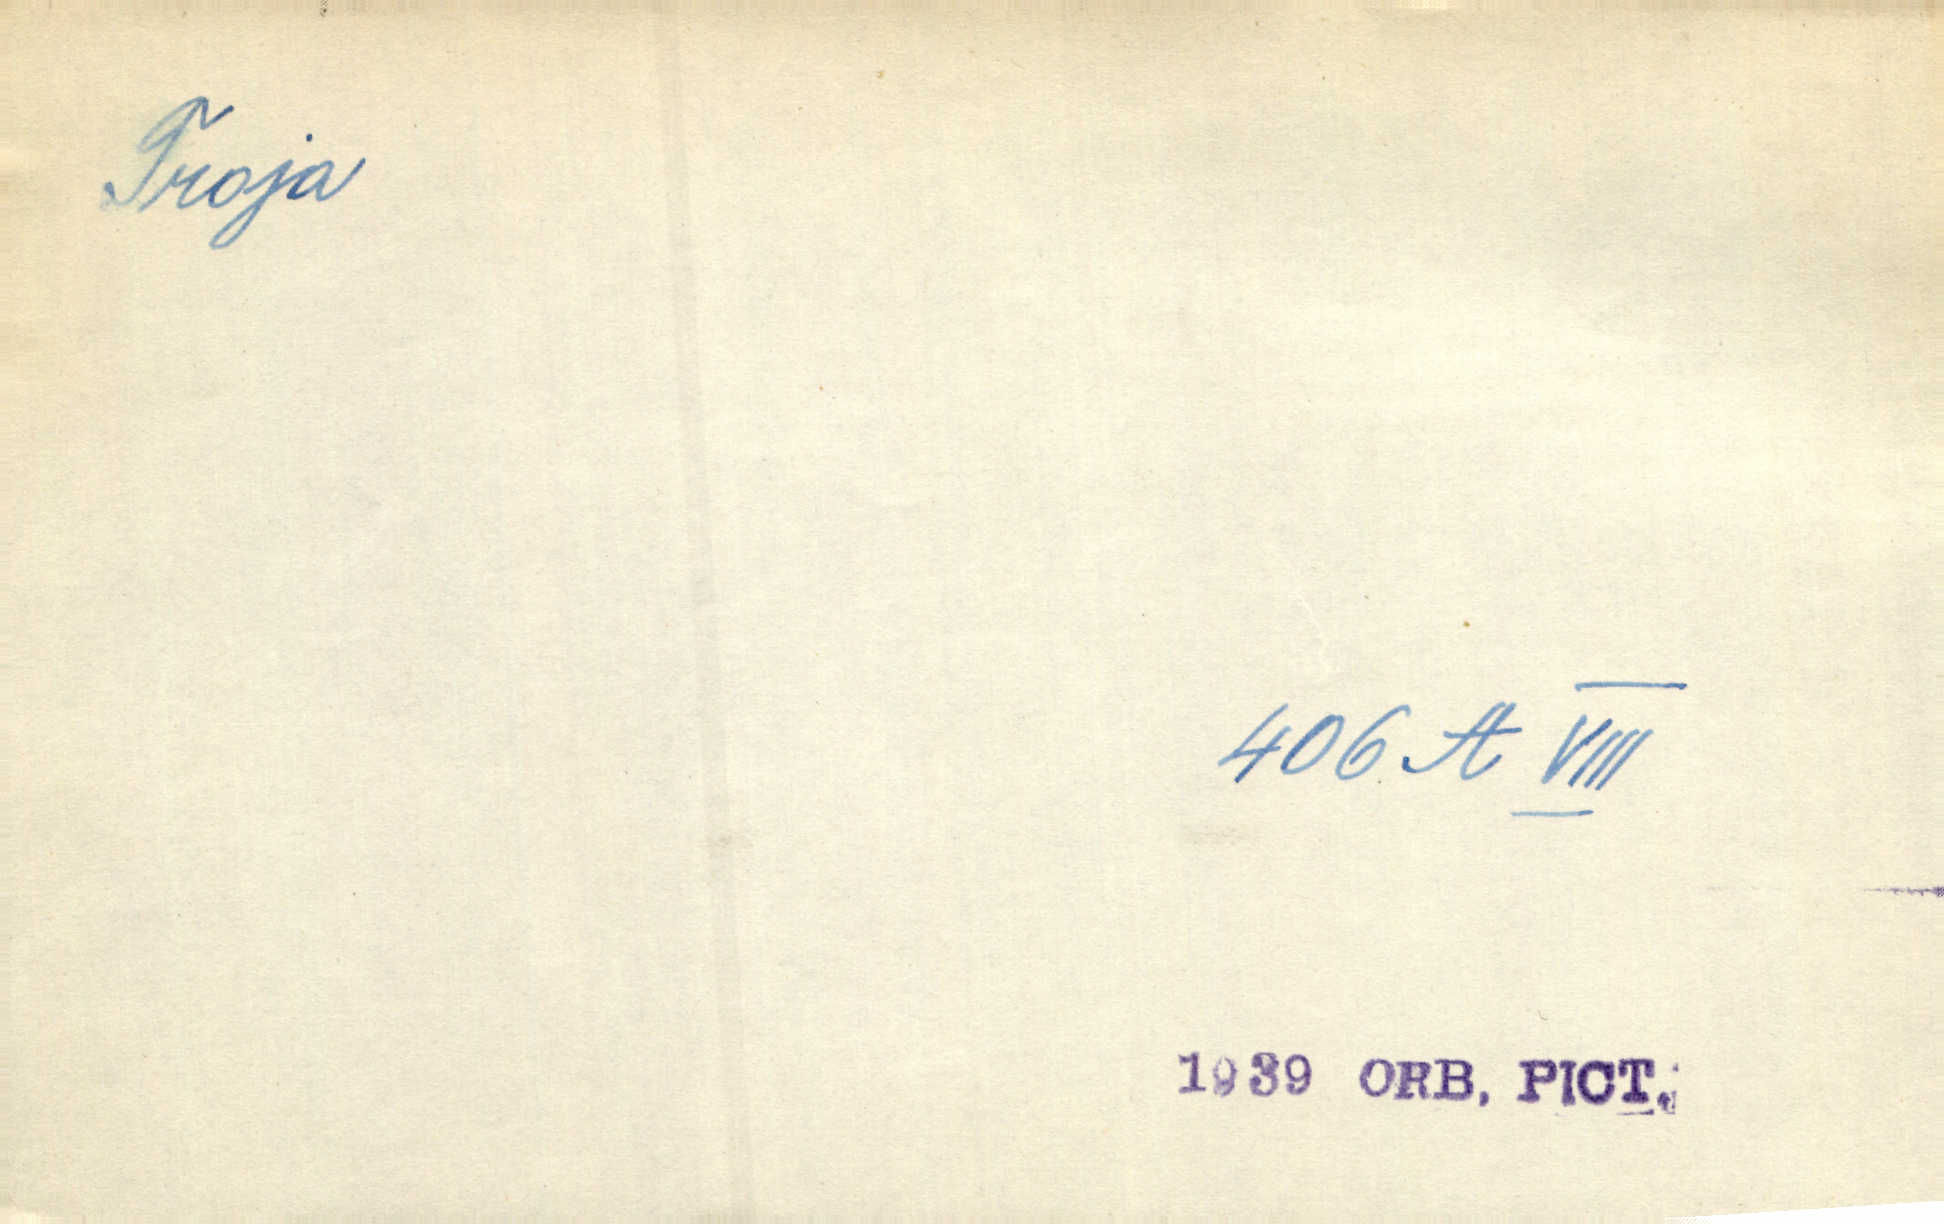 Troja
406 A VIII
1939 ORB. PICT.